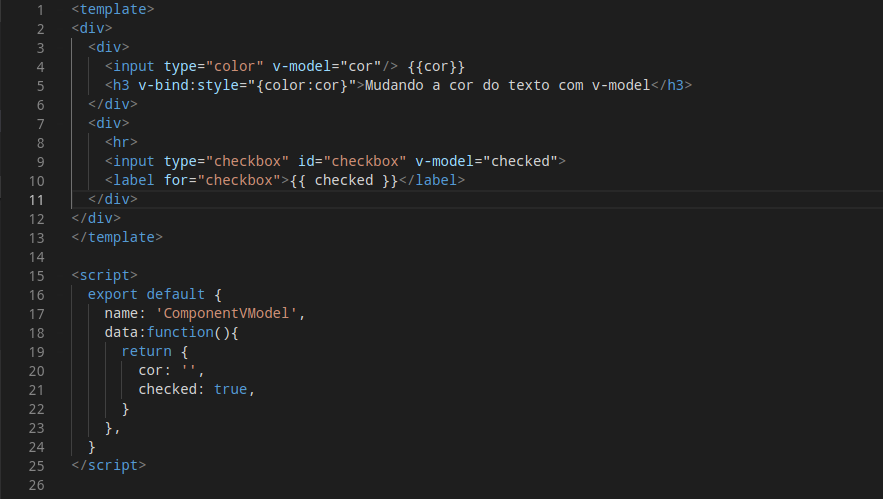 1 <template>
2 <div>
3   <div>
4     <input type="color" v-model="cor"/> {{cor}}
5     <h3 v-bind:style="{color:cor}">Mudando a cor do texto com v-model</h3>
6   </div>
7   <div>
8     <hr>
9     <input type="checkbox" id="checkbox" v-model="checked">
10     <label for="checkbox">{{ checked }}</label>
11   </div>
12 </div>
13 </template>
14
15 <script>
16   export default {
17     name: 'ComponentVModel',
18     data:function(){
19       return {
20         cor: '',
21         checked: true,
22       }
23     },
24   }
25 </script>
26